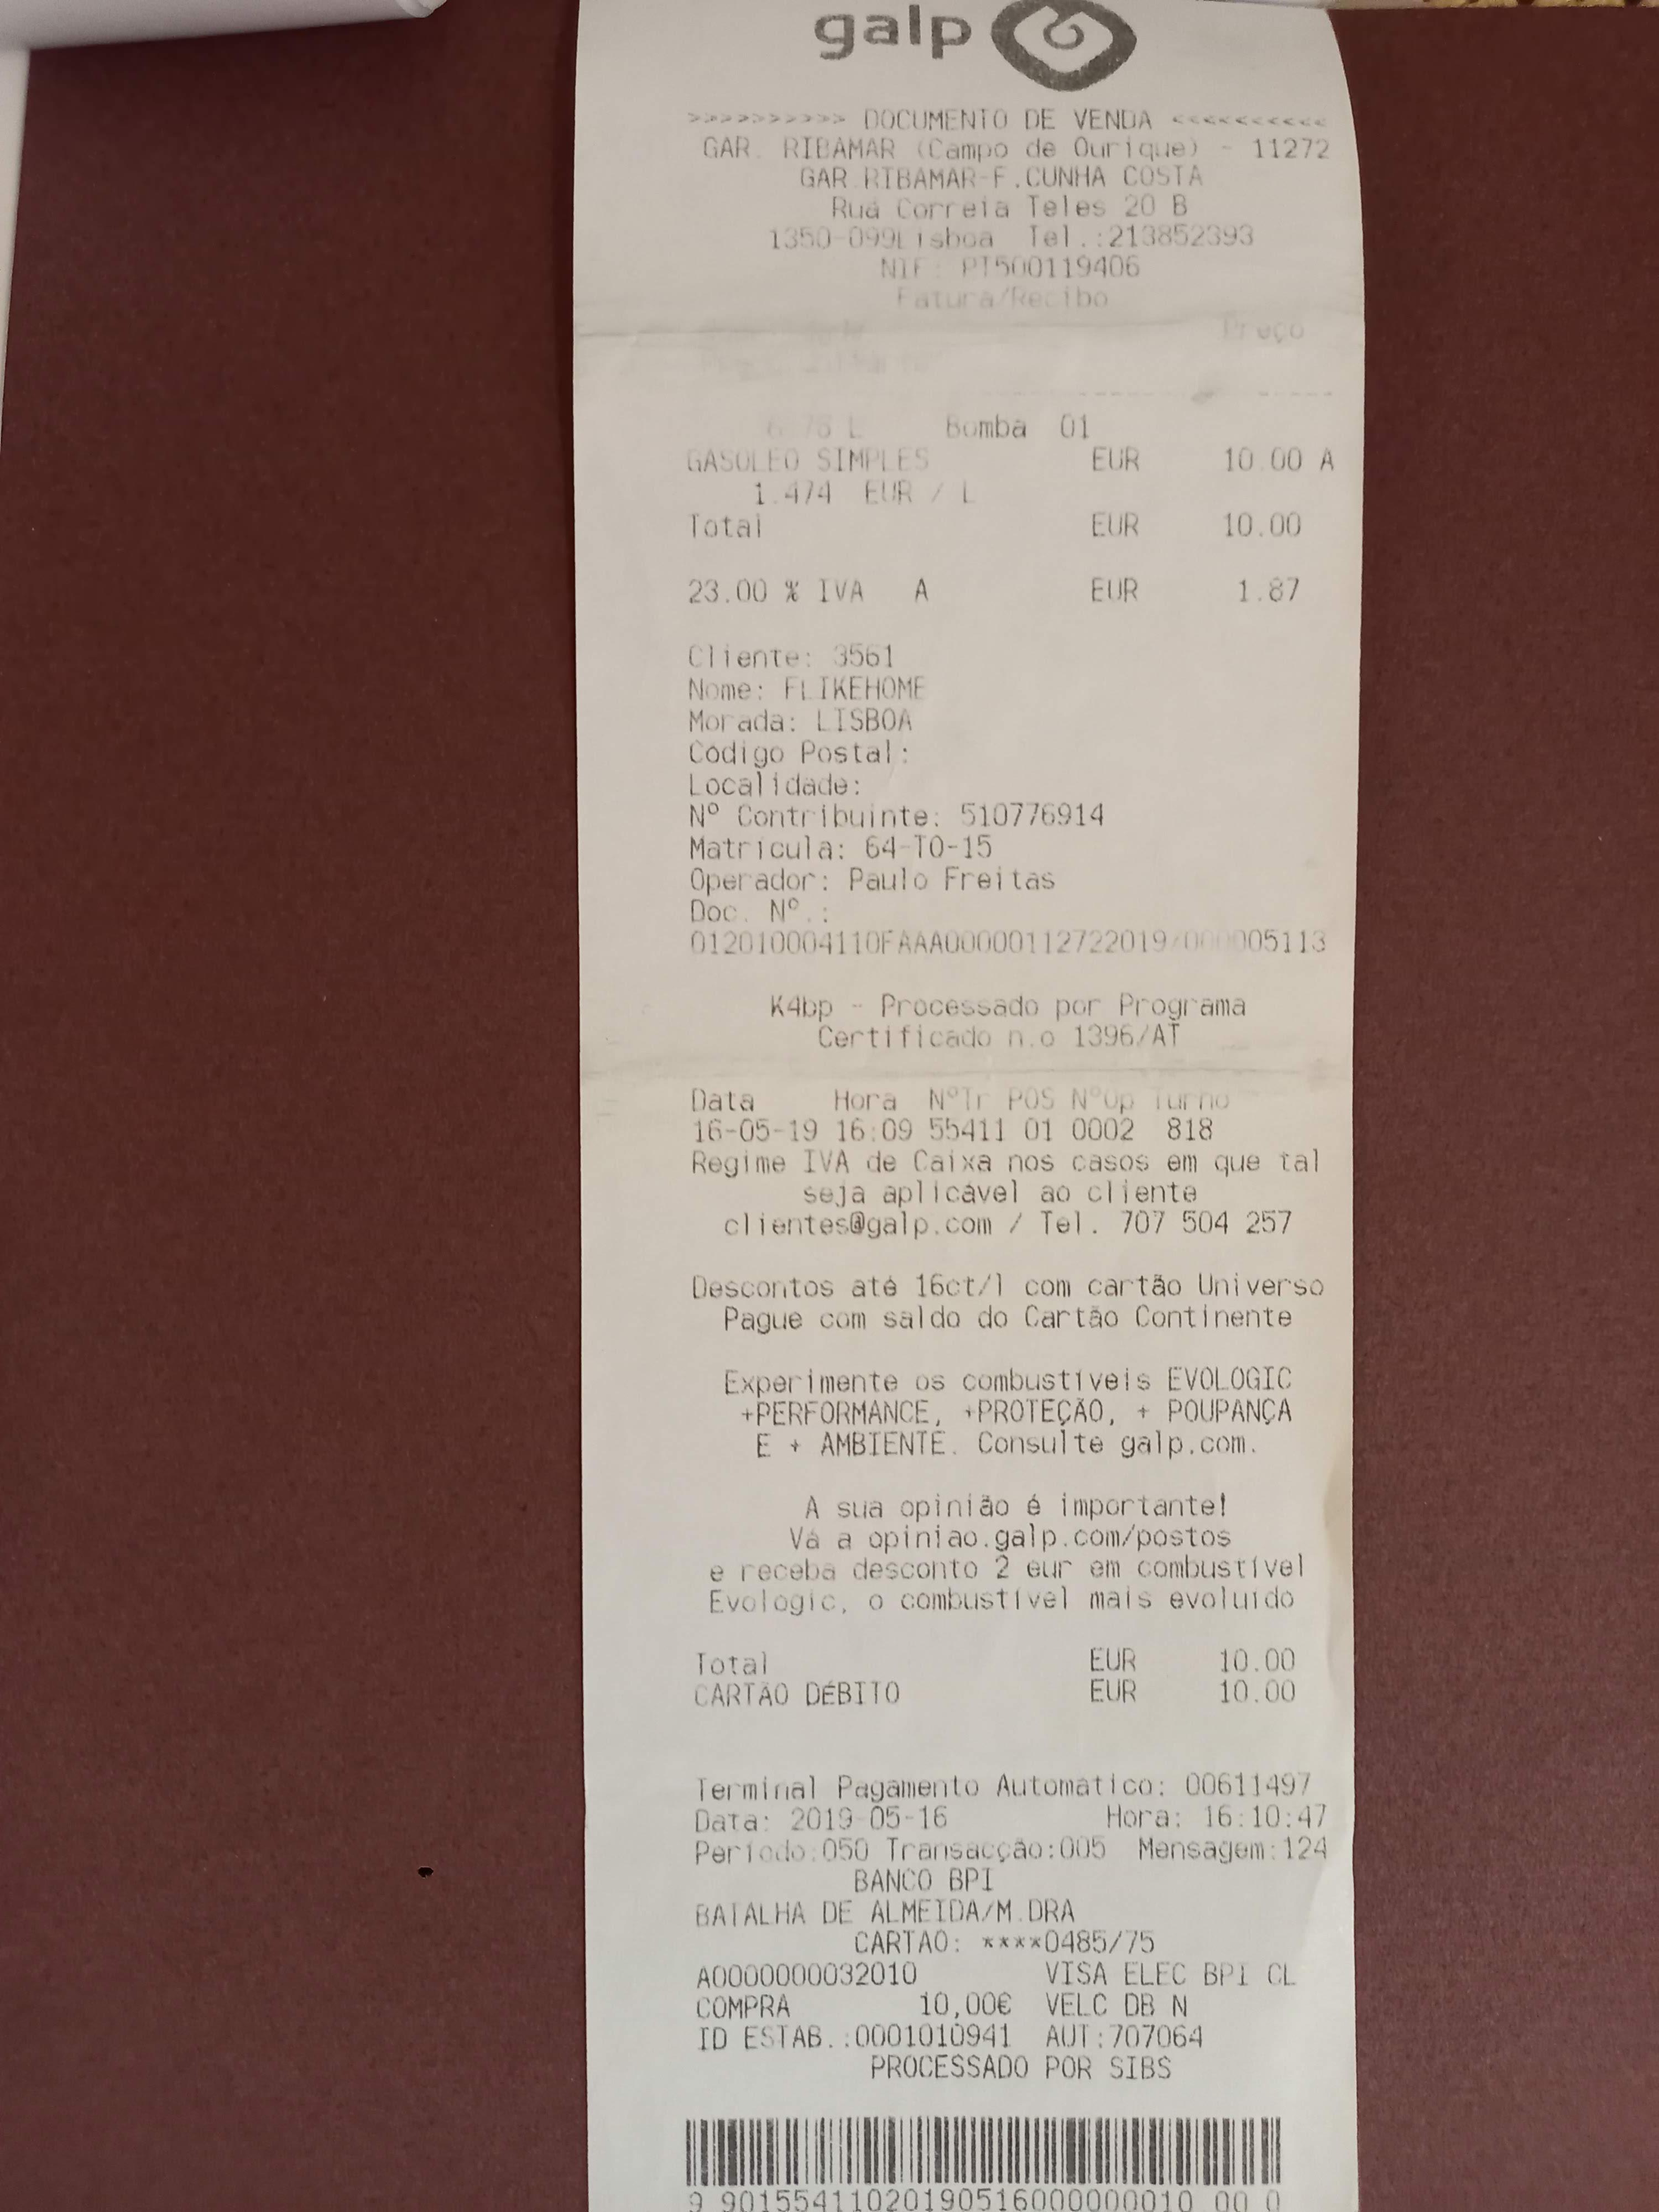 galp
>>>>>>>>>> DOCUMENTO DE VENDA <<<<<<<<<<
GAR. RIBAMAR (Campo de Ourique) - 11272
GAR.RIBAMAR-F.CUNHA COSTA
Rua Correia Teles 20 B
1350-099Lisboa Tel.:213852393
NIF: PT500119406
Fatura/Recibo
Preço
L Bomba 01
GASOLEO SIMPLES EUR 10.00 A
1.474 EUR / L
Total EUR 10.00
23.00 % IVA A EUR 1.87
Cliente: 3561
Nome: FLIKEHOME
Morada: LISBOA
Código Postal:
Localidade:
Nº Contribuinte: 510776914
Matrícula: 64-TO-15
Operador: Paulo Freitas
Doc. Nº.:
012010004110FAAA00000112722019/000005113
K4bp - Processado por Programa
Certificado n.o 1396/AT
Data Hora NºTr POS NºOp Turno
16-05-19 16:09 55411 01 0002 818
Regime IVA de Caixa nos casos em que tal
seja aplicável ao cliente
clientes@galp.com / Tel. 707 504 257
Descontos até 16ct/l com cartão Universo
Pague com saldo do Cartão Continente
Experimente os combustíveis EVOLOGIC
+PERFORMANCE, +PROTEÇÃO, + POUPANÇA
E + AMBIENTE. Consulte galp.com.
A sua opinião é importante!
Vá a opiniao.galp.com/postos
e receba desconto 2 eur em combustível
Evologic, o combustível mais evoluído
Total EUR 10.00
CARTÃO DÉBITO EUR 10.00
Terminal Pagamento Automático: 00611497
Data: 2019-05-16 Hora: 16:10:47
Período:050 Transacção:005 Mensagem:124
BANCO BPI
BATALHA DE ALMEIDA/M.DRA
CARTAO: ****0485/75
A0000000032010 VISA ELEC BPI CL
COMPRA 10,00€ VELC DB N
ID ESTAB.:0001010941 AUT:707064
PROCESSADO POR SIBS
9 901554110201905160000000010 00 0